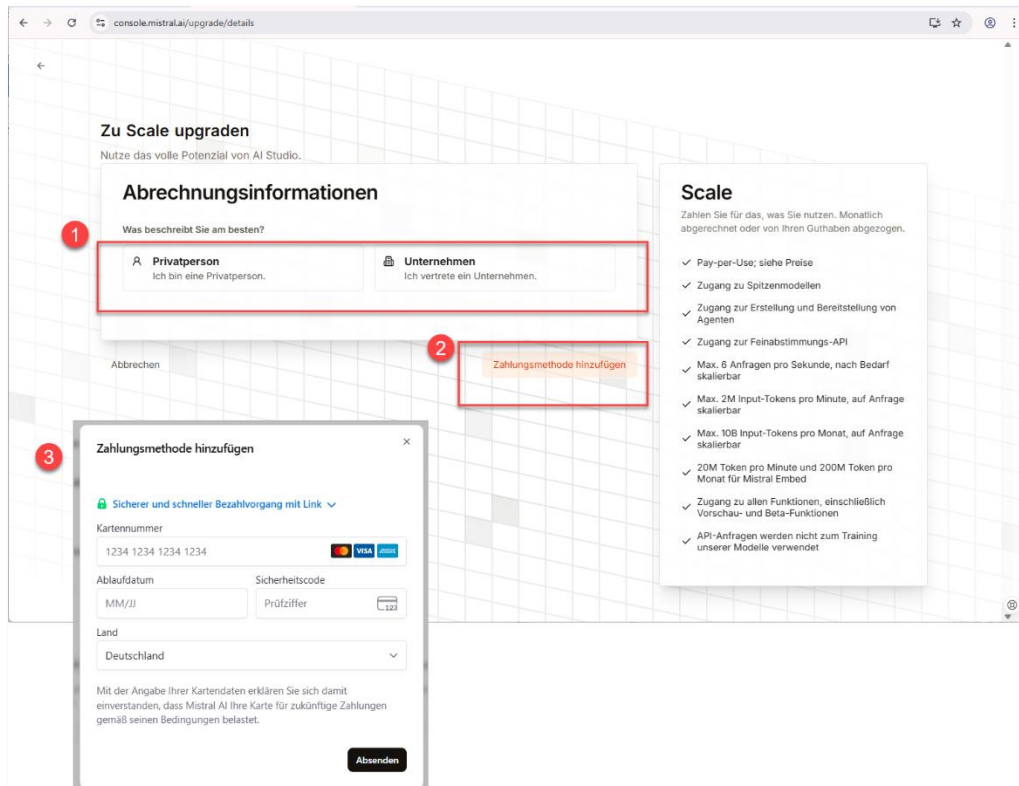 console.mistral.ai/upgrade/details
Zu Scale upgraden
Nutze das volle Potenzial von AI Studio.
Abrechnungsinformationen
1
Was beschreibt Sie am besten?
Privatperson
Ich bin eine Privatperson.
Unternehmen
Ich vertrete ein Unternehmen.
2
Abbrechen
Zahlungsmethode hinzufügen
Scale
Zahlen Sie für das, was Sie nutzen. Monatlich
abgerechnet oder von Ihren Guthaben abgezogen.
Pay-per-Use; siehe Preise
Zugang zu Spitzenmodellen
Zugang zur Erstellung und Bereitstellung von
Agenten
Zugang zur Feinabstimmungs-API
Max. 6 Anfragen pro Sekunde, nach Bedarf
skalierbar
Max. 2M Input-Tokens pro Minute, auf Anfrage
skalierbar
Max. 10B Input-Tokens pro Monat, auf Anfrage
skalierbar
20M Token pro Minute und 200M Token pro
Monat für Mistral Embed
Zugang zu allen Funktionen, einschließlich
Vorschau- und Beta-Funktionen
API-Anfragen werden nicht zum Training
unserer Modelle verwendet
3
Zahlungsmethode hinzufügen
Sicherer und schneller Bezahlvorgang mit Link
Kartennummer
1234 1234 1234 1234
VISA
Ablaufdatum
Sicherheitscode
MM/JJ
Prüfziffer
123
Land
Deutschland
Mit der Angabe Ihrer Kartendaten erklären Sie sich damit
einverstanden, dass Mistral AI Ihre Karte für zukünftige Zahlungen
gemäß seinen Bedingungen belastet.
Absenden